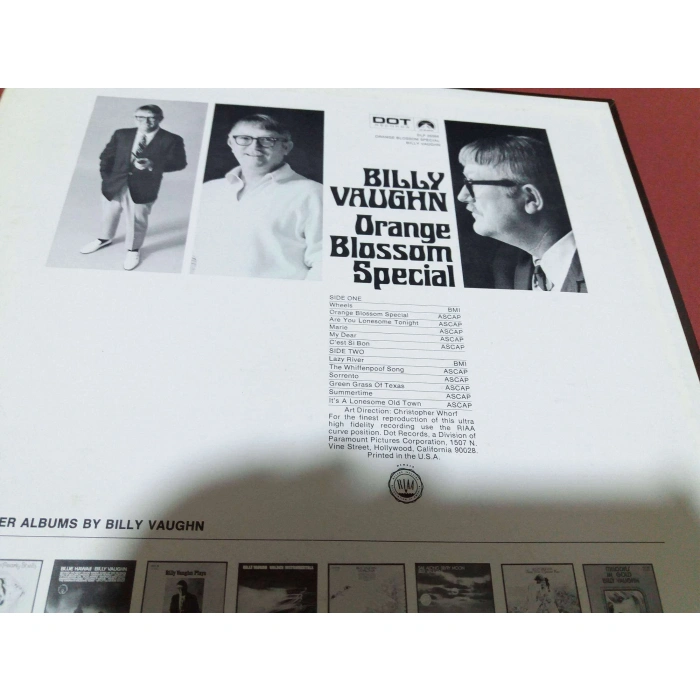 DOT
ORANGE BLOSSOM SPECIAL
BILLY VAUGHN
BILLY
VAUGHN
Orange
Blossom
Special
SIDE ONE
Wheels BMI
Orange Blossom Special ASCAP
Are You Lonesome Tonight ASCAP
Marie ASCAP
My Dear ASCAP
C'est Si Bon ASCAP
SIDE TWO
Lazy River BMI
The Whiffenpoof Song ASCAP
Sorrento ASCAP
Green Grass Of Texas ASCAP
Summertime ASCAP
It's A Lonesome Old Town ASCAP
Art Direction: Christopher Whorf
For the finest reproduction of this ultra
high fidelity recording use the RIAA
curve position. Dot Records, a Division of
Paramount Pictures Corporation, 1507 N.
Vine Street, Hollywood, California 90028.
Printed in the U.S.A.
RIAA
ER ALBUMS BY BILLY VAUGHN
BLUE HAWAII BILLY VAUGHN
Billy Vaughn Plays